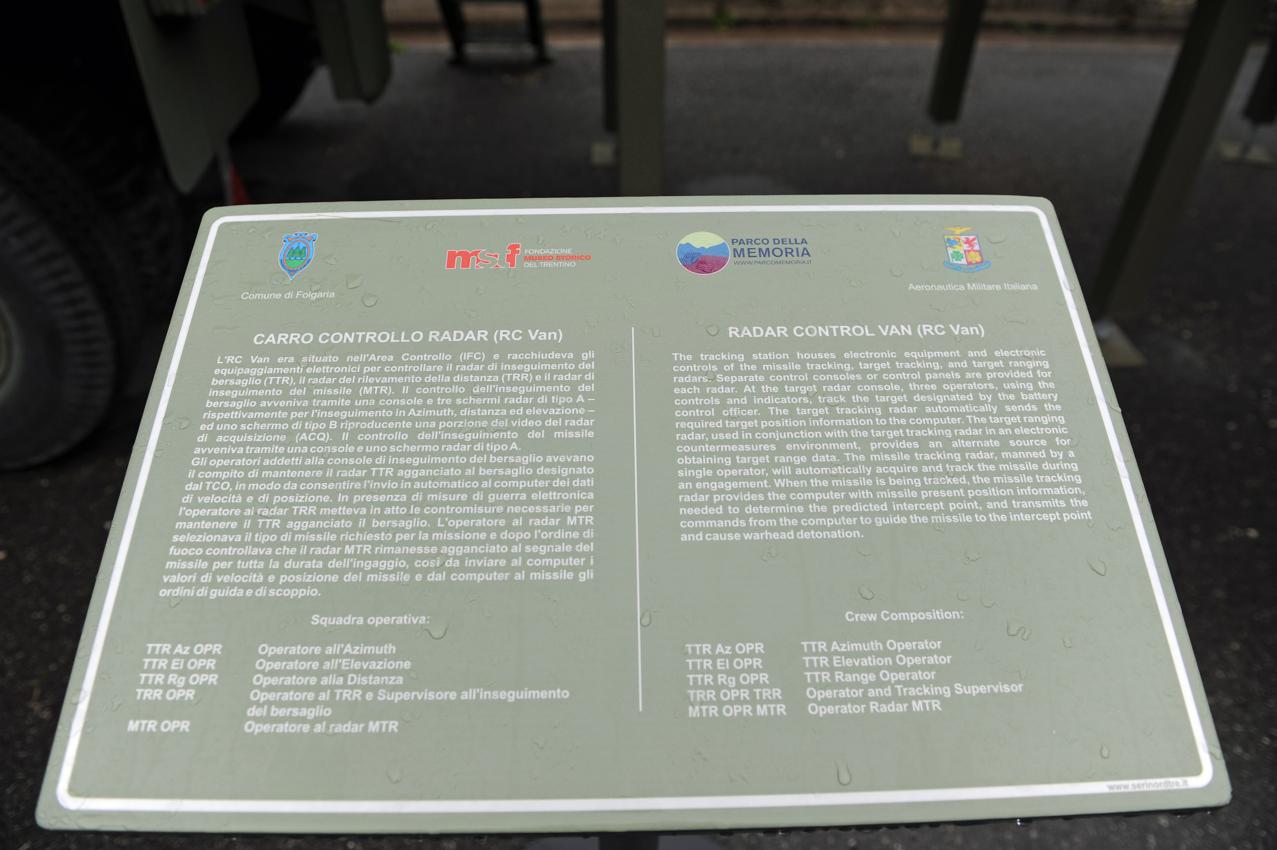 Comune di Folgaria
msf FONDAZIONE
MUSEO STORICO
DEL TRENTINO
PARCO DELLA
MEMORIA
WWW.PARCOMEMORIA.IT
Aeronautica Militare Italiana
CARRO CONTROLLO RADAR (RC Van)
L'RC Van era situato nell'Area Controllo (IFC) e racchiudeva gli
equipaggiamenti elettronici per controllare il radar di inseguimento del
bersaglio (TTR), il radar del rilevamento della distanza (TRR) e il radar di
inseguimento del missile (MTR). Il controllo dell'inseguimento del
bersaglio avveniva tramite una console e tre schermi radar di tipo A –
rispettivamente per l'inseguimento in Azimuth, distanza ed elevazione –
ed uno schermo di tipo B riproducente una porzione del video del radar
di acquisizione (ACQ). Il controllo dell'inseguimento del missile
avveniva tramite una console e uno schermo radar di tipo A.
Gli operatori addetti alla console di inseguimento del bersaglio avevano
il compito di mantenere il radar TTR agganciato al bersaglio designato
dal TCO, in modo da consentire l'invio in automatico al computer dei dati
di velocità e di posizione. In presenza di misure di guerra elettronica
l'operatore al radar TRR metteva in atto le contromisure necessarie per
mantenere il TTR agganciato il bersaglio. L'operatore al radar MTR
selezionava il tipo di missile richiesto per la missione e dopo l'ordine di
fuoco controllava che il radar MTR rimanesse agganciato al segnale del
missile per tutta la durata dell'ingaggio, così da inviare al computer i
valori di velocità e posizione del missile e dal computer al missile gli
ordini di guida e di scoppio.
Squadra operativa:
TTR Az OPR Operatore all'Azimuth
TTR El OPR Operatore all'Elevazione
TTR Rg OPR Operatore alla Distanza
TRR OPR Operatore al TRR e Supervisore all'inseguimento
del bersaglio
MTR OPR Operatore al radar MTR
RADAR CONTROL VAN (RC Van)
The tracking station houses electronic equipment and electronic
controls of the missile tracking, target tracking, and target ranging
radars. Separate control consoles or control panels are provided for
each radar. At the target radar console, three operators, using the
controls and indicators, track the target designated by the battery
control officer. The target tracking radar automatically sends the
required target position information to the computer. The target ranging
radar, used in conjunction with the target tracking radar in an electronic
countermeasures environment, provides an alternate source for
obtaining target range data. The missile tracking radar, manned by a
single operator, will automatically acquire and track the missile during
an engagement. When the missile is being tracked, the missile tracking
radar provides the computer with missile present position information,
needed to determine the predicted intercept point, and transmits the
commands from the computer to guide the missile to the intercept point
and cause warhead detonation.
Crew Composition:
TTR Az OPR TTR Azimuth Operator
TTR El OPR TTR Elevation Operator
TTR Rg OPR TTR Range Operator
TRR OPR TRR Operator and Tracking Supervisor
MTR OPR MTR Operator Radar MTR
www.serinordtre.it